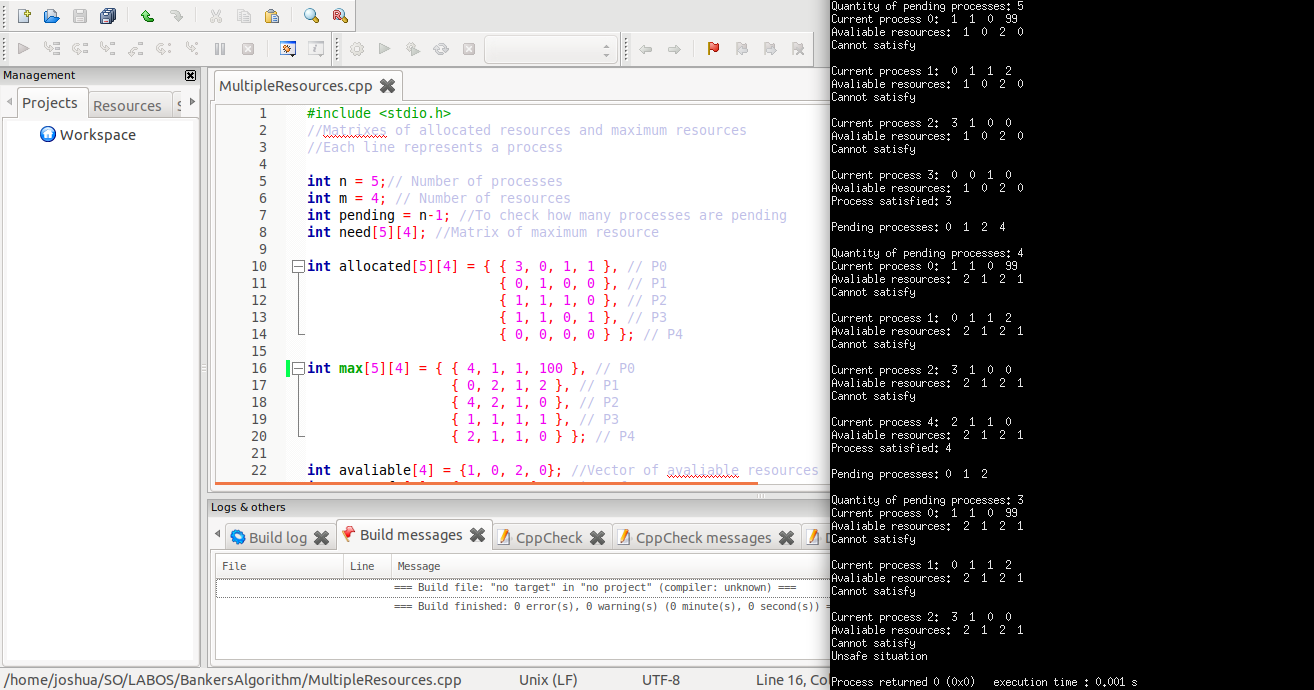 Management
Projects
Resources
Workspace
MultipleResources.cpp
1 #include <stdio.h>
2 //Matrixes of allocated resources and maximum resources
3 //Each line represents a process
4
5 int n = 5;// Number of processes
6 int m = 4; // Number of resources
7 int pending = n-1; //To check how many processes are pending
8 int need[5][4]; //Matrix of maximum resource
9
10 int allocated[5][4] = { { 3, 0, 1, 1 }, // P0
11 { 0, 1, 0, 0 }, // P1
12 { 1, 1, 1, 0 }, // P2
13 { 1, 1, 0, 1 }, // P3
14 { 0, 0, 0, 0 } }; // P4
15
16 int max[5][4] = { { 4, 1, 1, 100 }, // P0
17 { 0, 2, 1, 2 }, // P1
18 { 4, 2, 1, 0 }, // P2
19 { 1, 1, 1, 1 }, // P3
20 { 2, 1, 1, 0 } }; // P4
21
22 int avaliable[4] = {1, 0, 2, 0}; //Vector of avaliable resources
Logs & others
Build log
Build messages
CppCheck
CppCheck messages
File Line Message
=== Build file: "no target" in "no project" (compiler: unknown) ===
=== Build finished: 0 error(s), 0 warning(s) (0 minute(s), 0 second(s)) =
/home/joshua/SO/LABOS/BankersAlgorithm/MultipleResources.cpp Unix (LF) UTF-8 Line 16, Co
Quantity of pending processes: 5
Current process 0: 1 1 0 99
Avaliable resources: 1 0 2 0
Cannot satisfy
Current process 1: 0 1 1 2
Avaliable resources: 1 0 2 0
Cannot satisfy
Current process 2: 3 1 0 0
Avaliable resources: 1 0 2 0
Cannot satisfy
Current process 3: 0 0 1 0
Avaliable resources: 1 0 2 0
Process satisfied: 3
Pending processes: 0 1 2 4
Quantity of pending processes: 4
Current process 0: 1 1 0 99
Avaliable resources: 2 1 2 1
Cannot satisfy
Current process 1: 0 1 1 2
Avaliable resources: 2 1 2 1
Cannot satisfy
Current process 2: 3 1 0 0
Avaliable resources: 2 1 2 1
Cannot satisfy
Current process 4: 2 1 1 0
Avaliable resources: 2 1 2 1
Process satisfied: 4
Pending processes: 0 1 2
Quantity of pending processes: 3
Current process 0: 1 1 0 99
Avaliable resources: 2 1 2 1
Cannot satisfy
Current process 1: 0 1 1 2
Avaliable resources: 2 1 2 1
Cannot satisfy
Current process 2: 3 1 0 0
Avaliable resources: 2 1 2 1
Cannot satisfy
Unsafe situation
Process returned 0 (0x0) execution time : 0.001 s